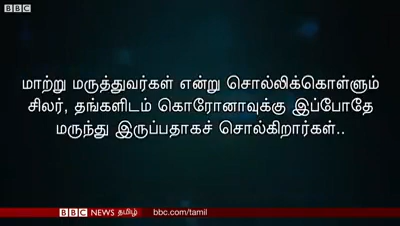 BBC
மாற்று மருத்துவர்கள் என்று சொல்லிக்கொள்ளும்
சிலர், தங்களிடம் கொரோனாவுக்கு இப்போதே
மருந்து இருப்பதாகச் சொல்கிறார்கள்..
BBC NEWS தமிழ் bbc.com/tamil